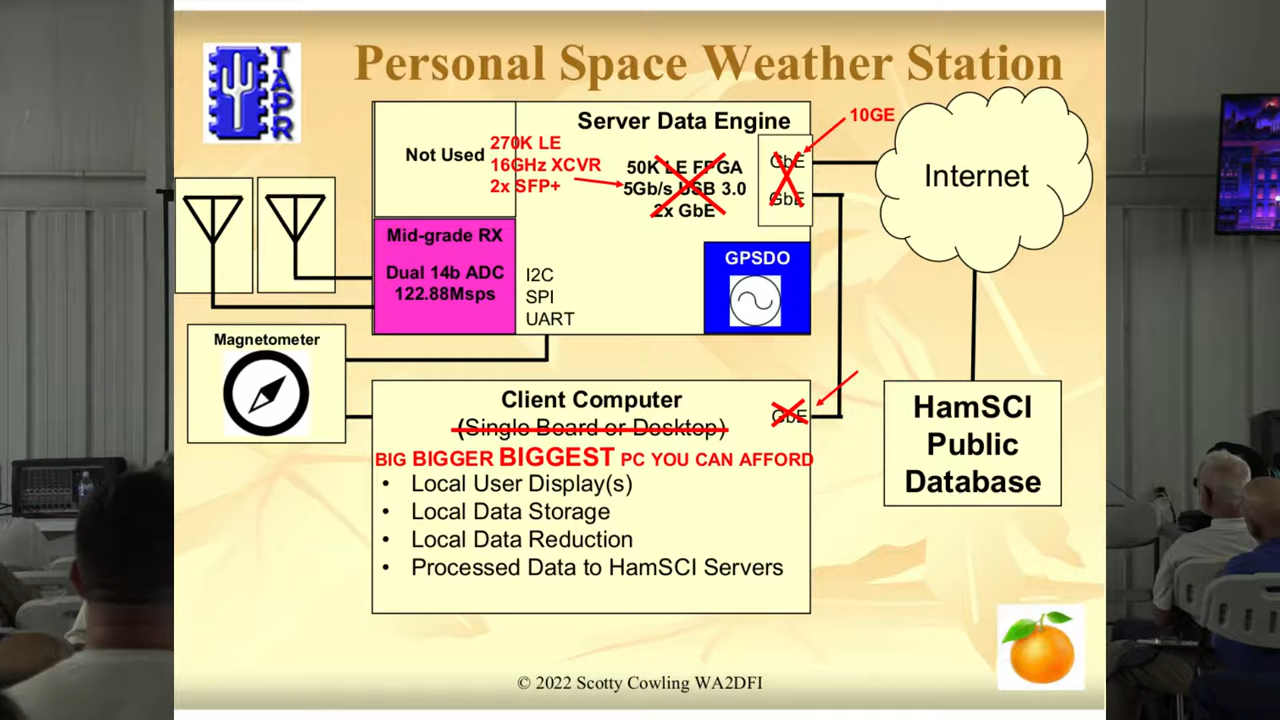 TAPR
Personal Space Weather Station
Server Data Engine
10GE
Not Used
270K LE
16GHz XCVR
2x SFP+
50K LE FPGA
5Gb/s USB 3.0
2x GbE
GbE
GbE
Internet
Mid-grade RX
Dual 14b ADC
122.88Msps
I2C
SPI
UART
GPSDO
Magnetometer
Client Computer
(Single Board or Desktop)
GbE
BIG BIGGER BIGGEST PC YOU CAN AFFORD
• Local User Display(s)
• Local Data Storage
• Local Data Reduction
• Processed Data to HamSCI Servers
HamSCI
Public
Database
© 2022 Scotty Cowling WA2DFI